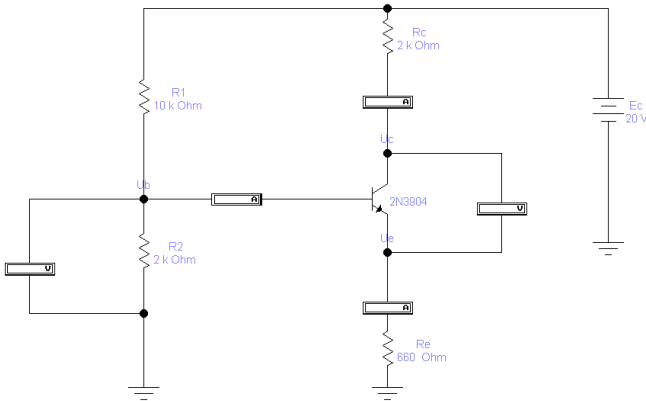 Rc
2 k Ohm
R1
10 k Ohm
A
Ec
20 V
Uc
Ub
A
2N3904
V
R2
2 k Ohm
Ue
V
A
Re
660 Ohm